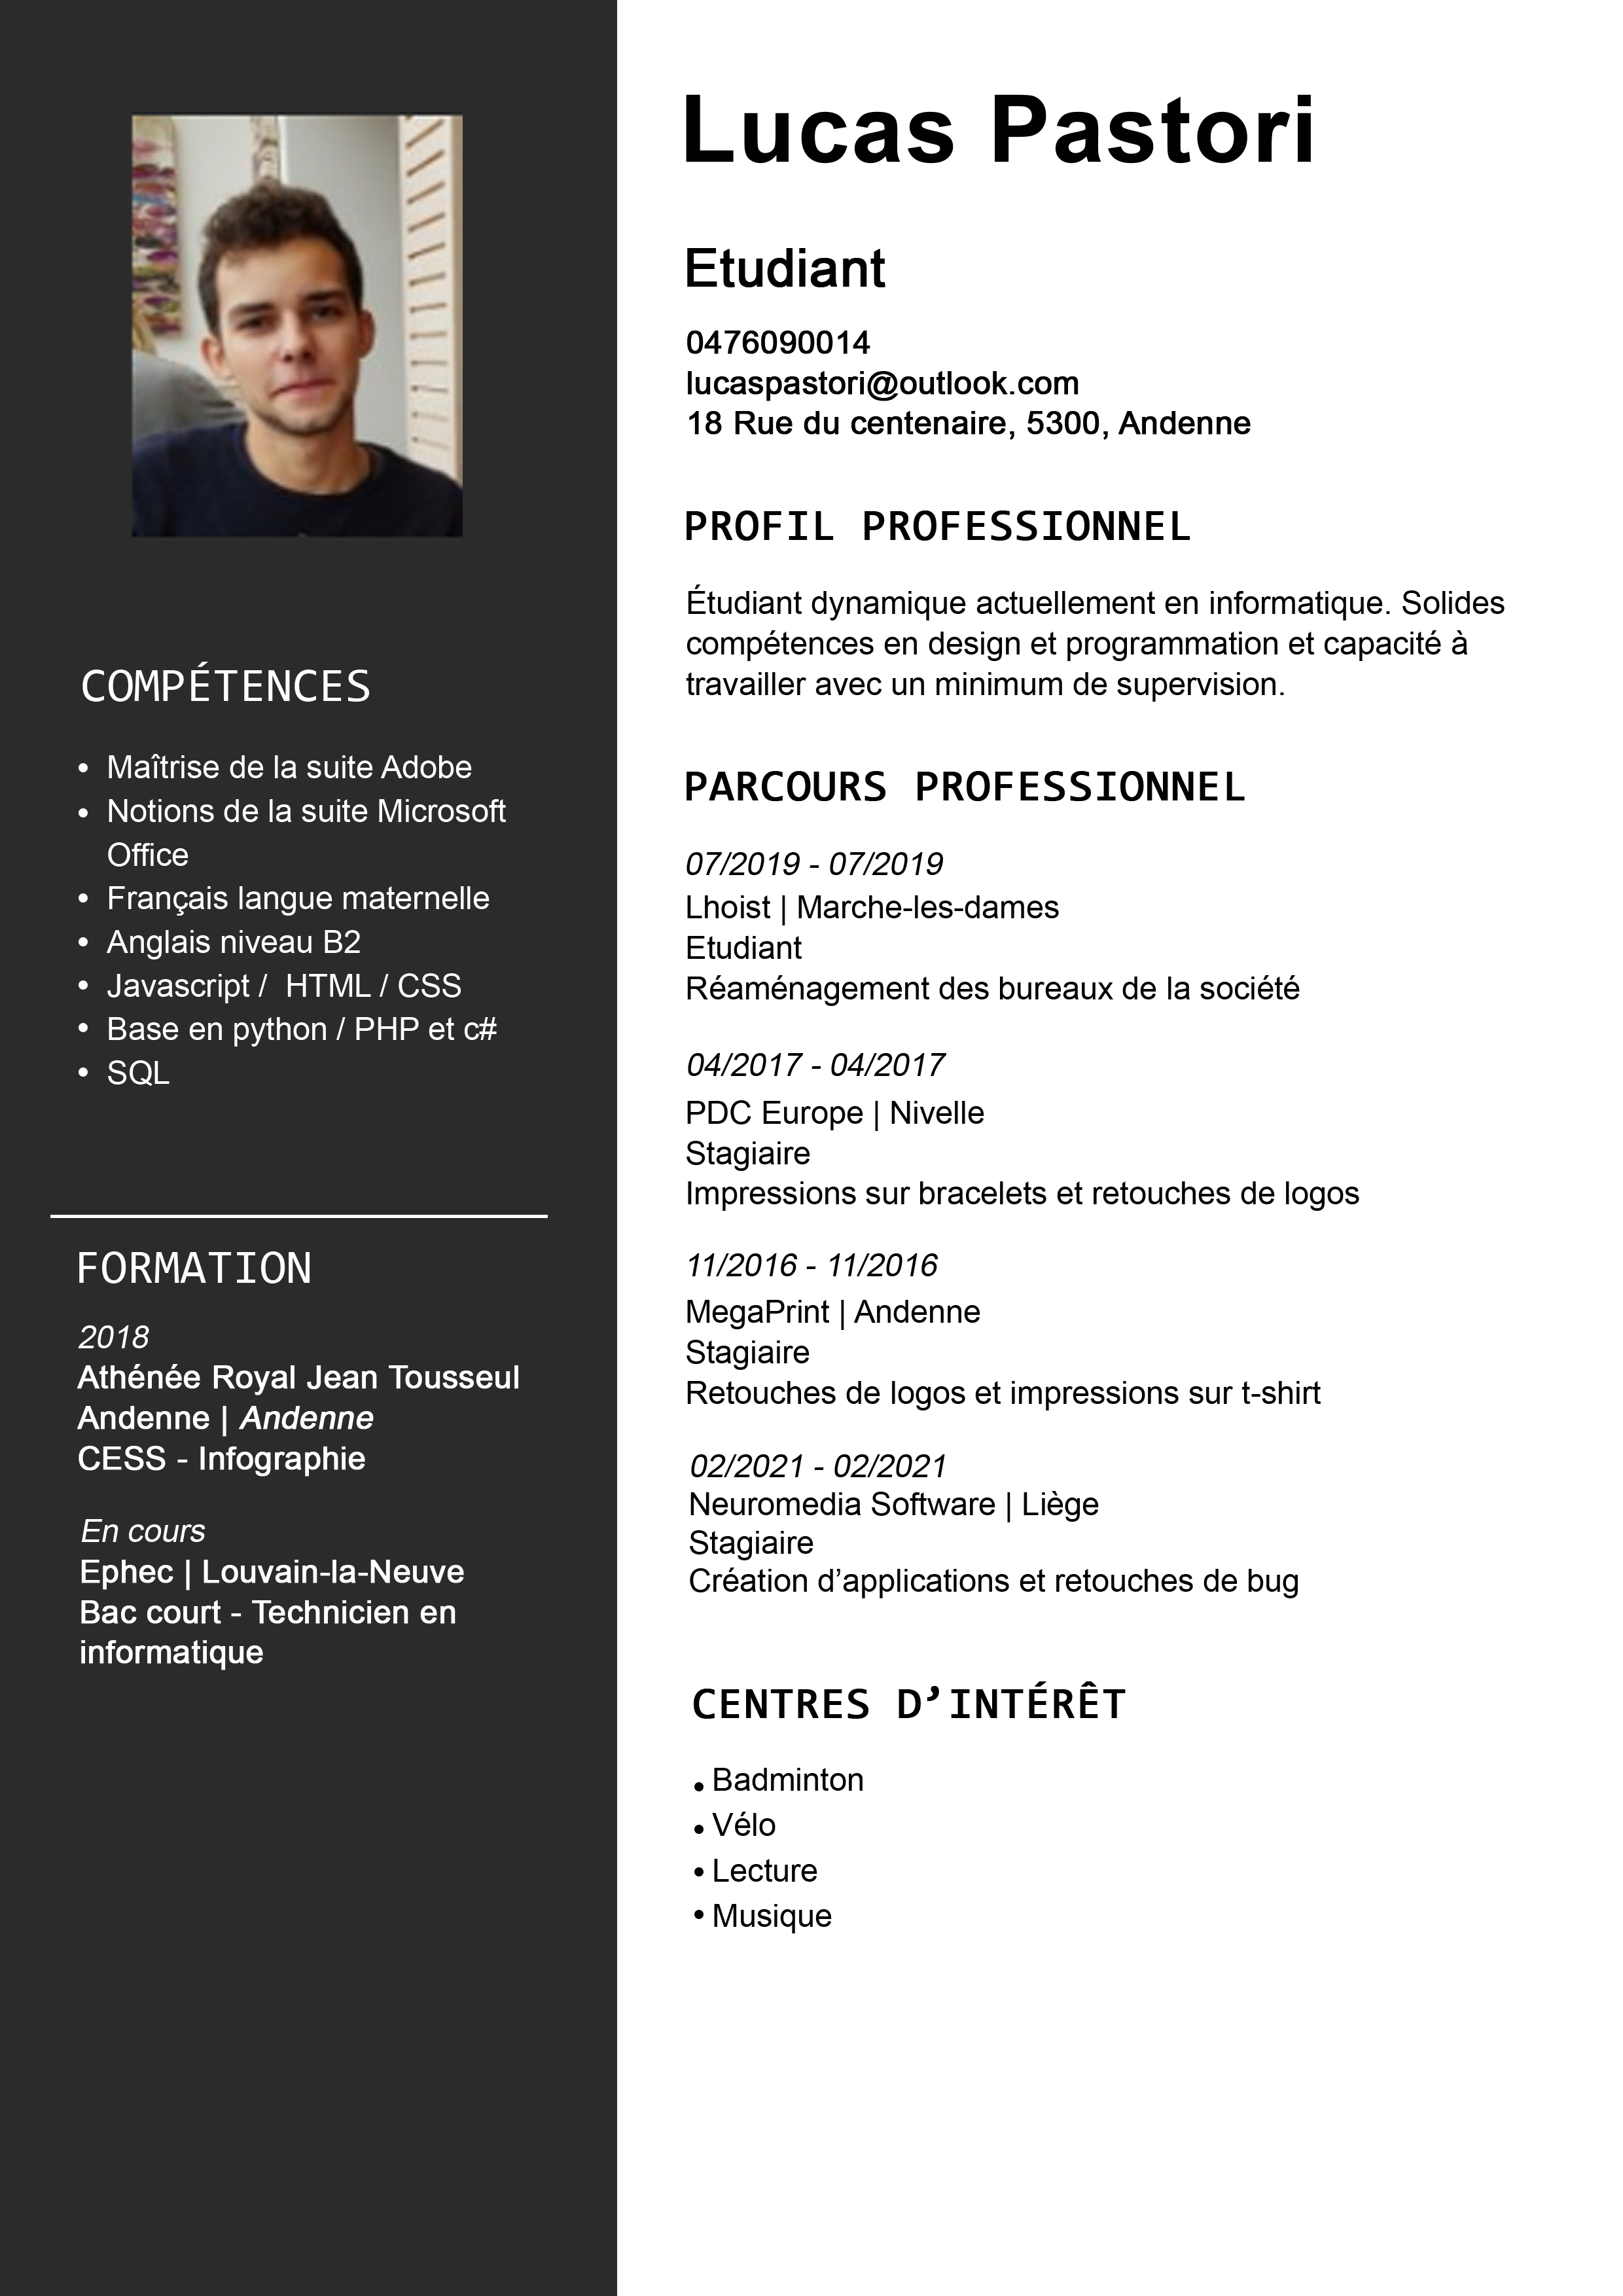 Lucas Pastori
Etudiant
0476090014
lucaspastori@outlook.com
18 Rue du centenaire, 5300, Andenne
PROFIL PROFESSIONNEL
Étudiant dynamique actuellement en informatique. Solides
compétences en design et programmation et capacité à
travailler avec un minimum de supervision.
PARCOURS PROFESSIONNEL
07/2019 - 07/2019
Lhoist | Marche-les-dames
Etudiant
Réaménagement des bureaux de la société
04/2017 - 04/2017
PDC Europe | Nivelle
Stagiaire
Impressions sur bracelets et retouches de logos
11/2016 - 11/2016
MegaPrint | Andenne
Stagiaire
Retouches de logos et impressions sur t-shirt
02/2021 - 02/2021
Neuromedia Software | Liège
Stagiaire
Création d’applications et retouches de bug
CENTRES D’INTÉRÊT
• Badminton
• Vélo
• Lecture
• Musique
COMPÉTENCES
• Maîtrise de la suite Adobe
• Notions de la suite Microsoft
Office
• Français langue maternelle
• Anglais niveau B2
• Javascript /  HTML / CSS
• Base en python / PHP et c#
• SQL
FORMATION
2018
Athénée Royal Jean Tousseul
Andenne | Andenne
CESS - Infographie
En cours
Ephec | Louvain-la-Neuve
Bac court - Technicien en
informatique